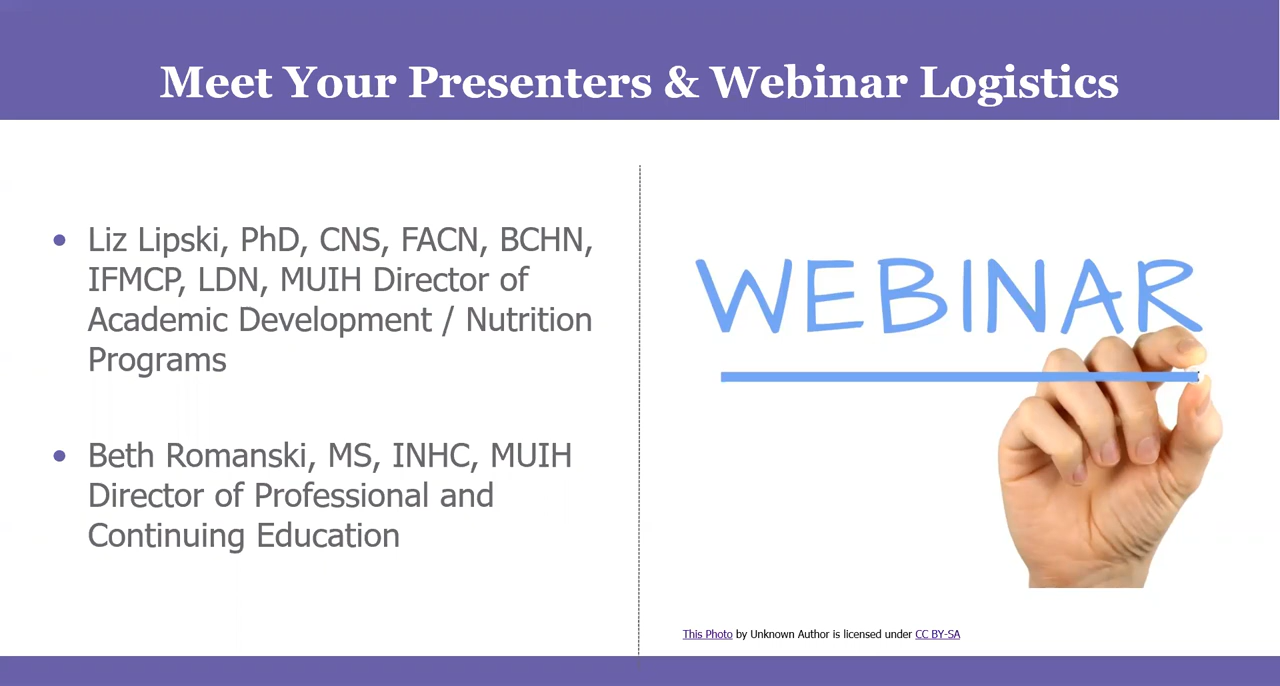 Meet Your Presenters & Webinar Logistics
• Liz Lipski, PhD, CNS, FACN, BCHN,
IFMCP, LDN, MUIH Director of
Academic Development / Nutrition
Programs
• Beth Romanski, MS, INHC, MUIH
Director of Professional and
Continuing Education
WEBINAR
This Photo by Unknown Author is licensed under CC BY-SA